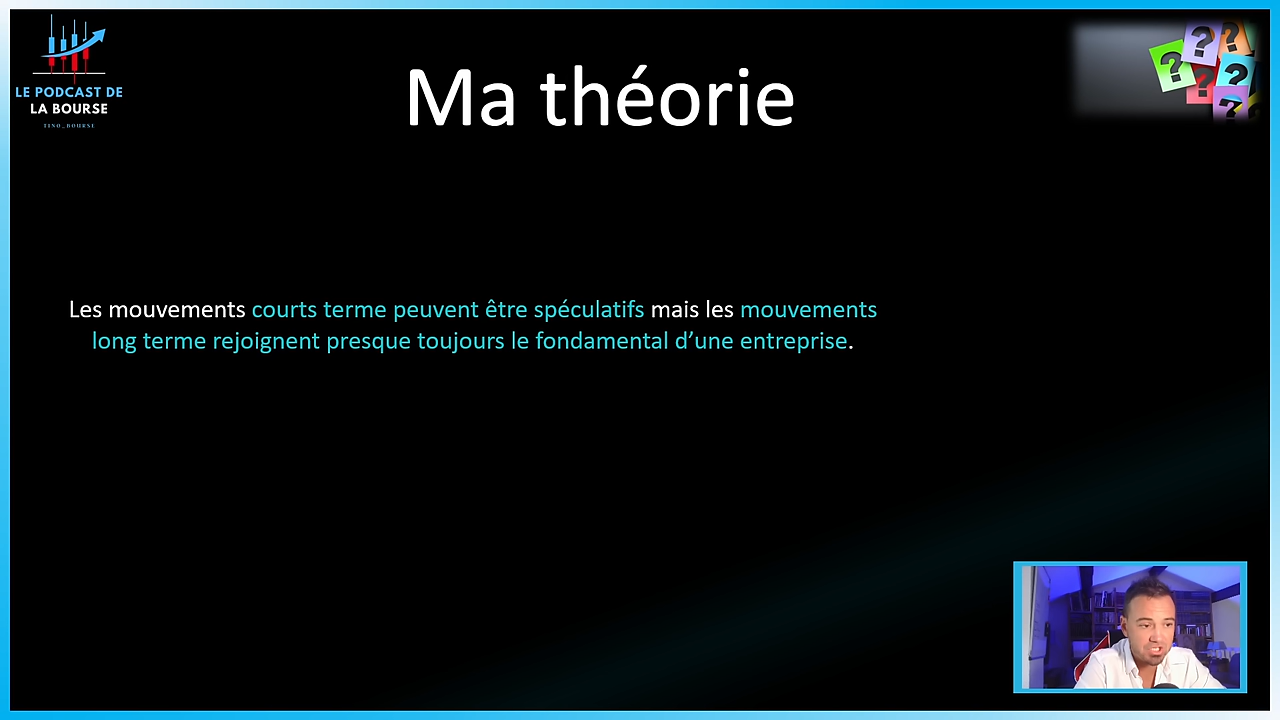 LE PODCAST DE
LA BOURSE
TINO_BOURSE
Ma théorie
? ? ? ? ?
Les mouvements courts terme peuvent être spéculatifs mais les mouvements
long terme rejoignent presque toujours le fondamental d’une entreprise.